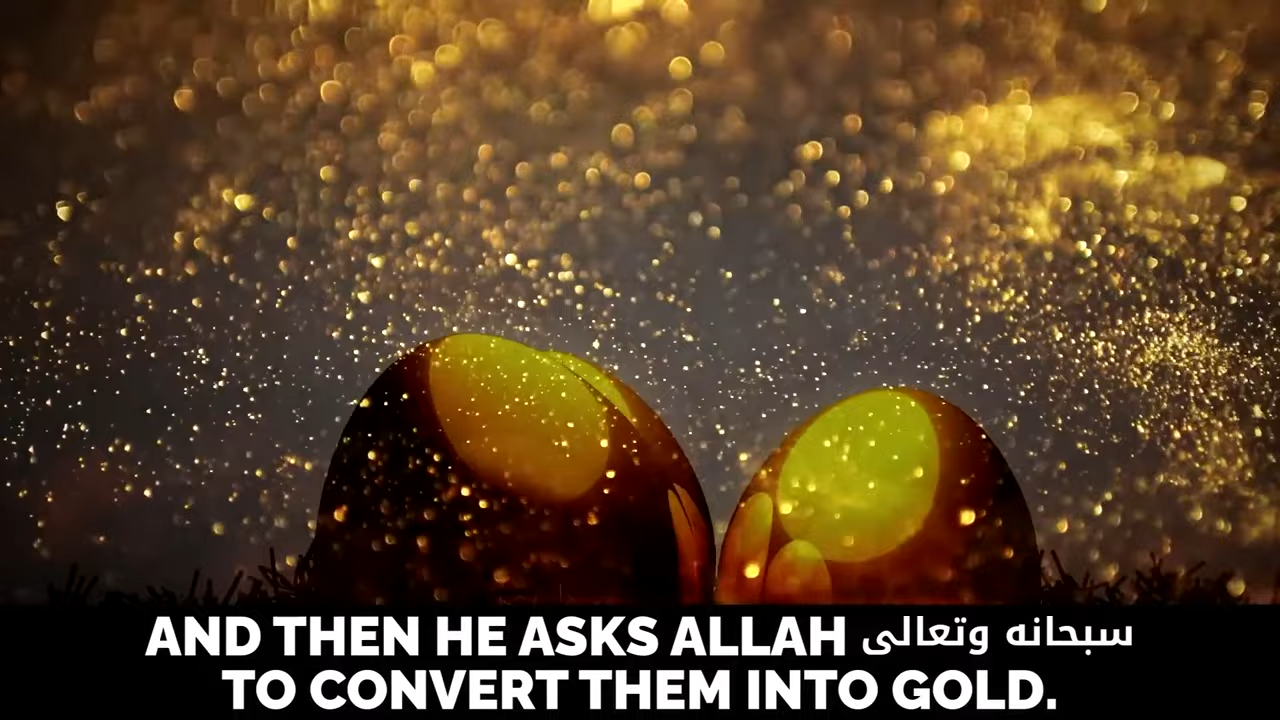 AND THEN HE ASKS ALLAH سبحانه وتعالى
TO CONVERT THEM INTO GOLD.